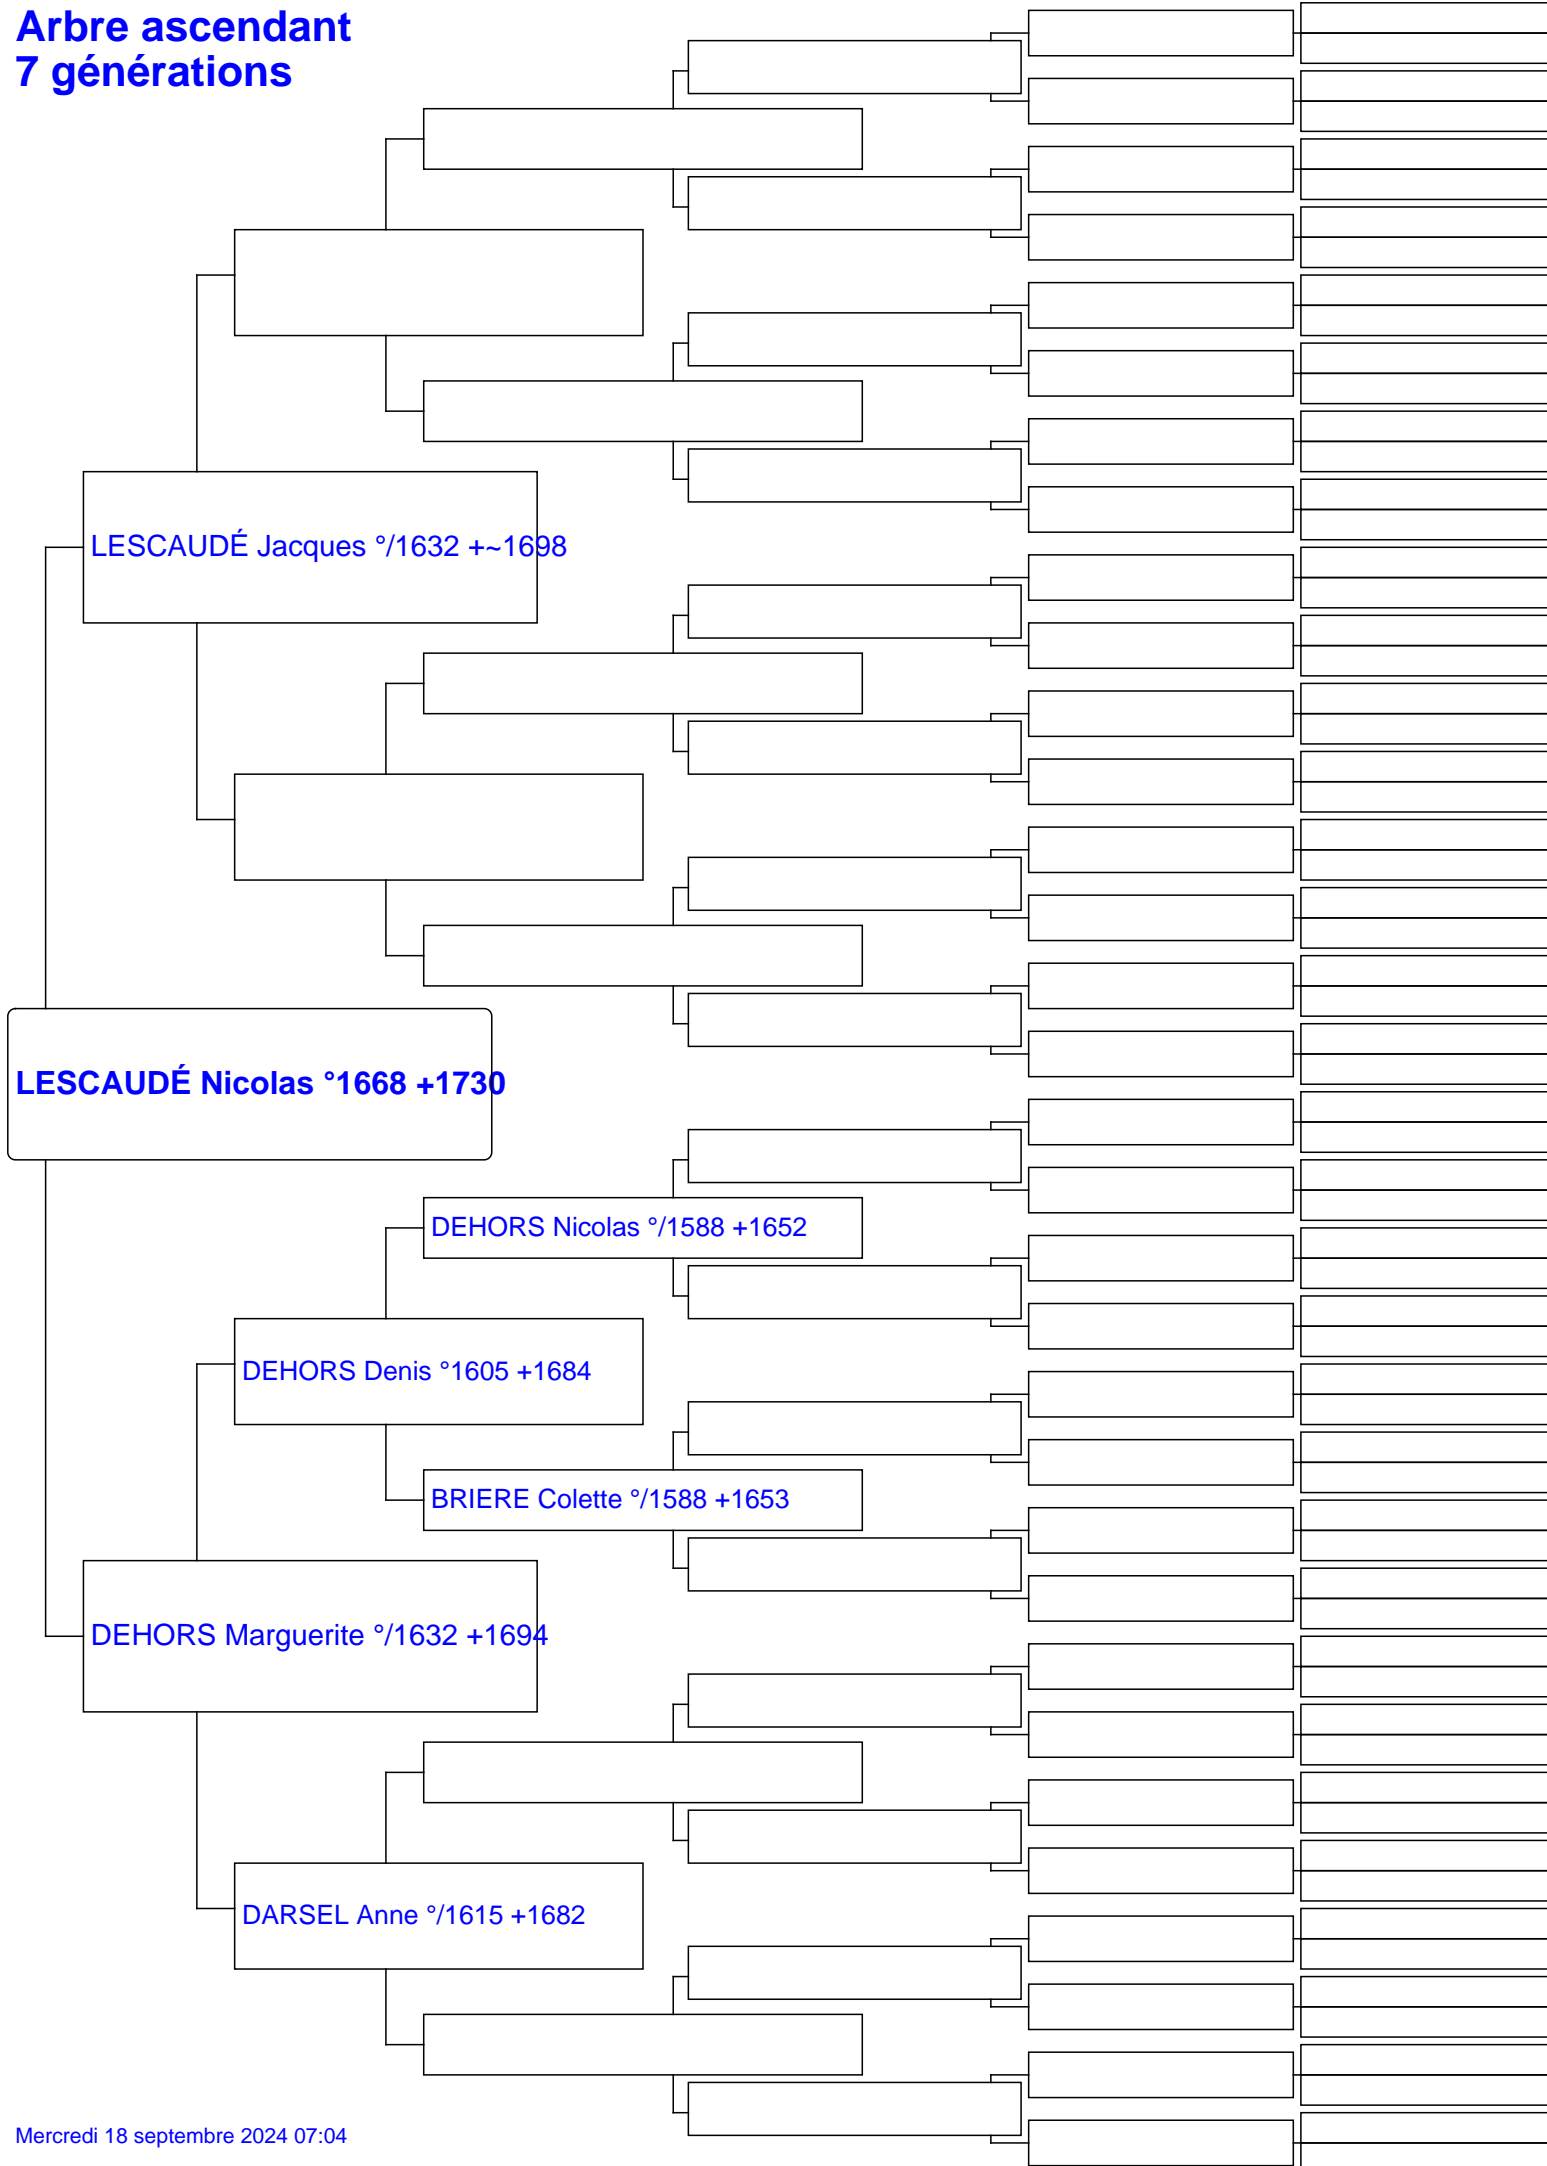 Arbre ascendant
7 générations
LESCAUDÉ Jacques °/1632 +~1698
LESCAUDÉ Nicolas °1668 +1730
DEHORS Nicolas °/1588 +1652
DEHORS Denis °1605 +1684
BRIERE Colette °/1588 +1653
DEHORS Marguerite °/1632 +1694
DARSEL Anne °/1615 +1682
Mercredi 18 septembre 2024 07:04